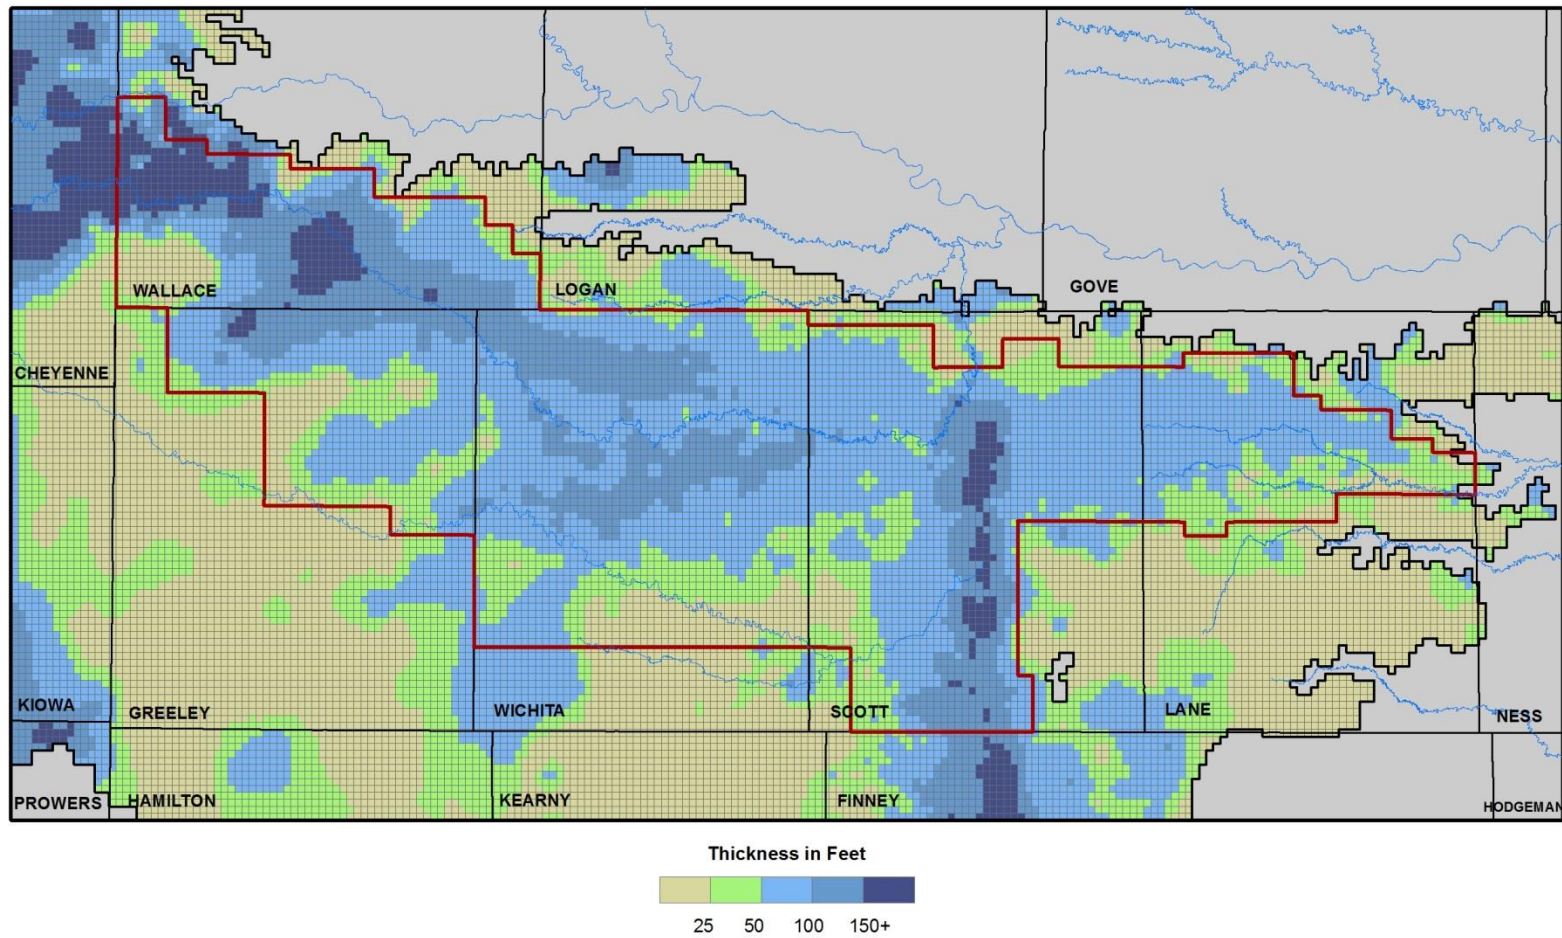 WALLACE
LOGAN
GOVE
CHEYENNE
KIOWA
GREELEY
WICHITA
SCOTT
LANE
NESS
PROWERS
HAMILTON
KEARNY
FINNEY
HODGEMAN
Thickness in Feet
25 50 100 150+